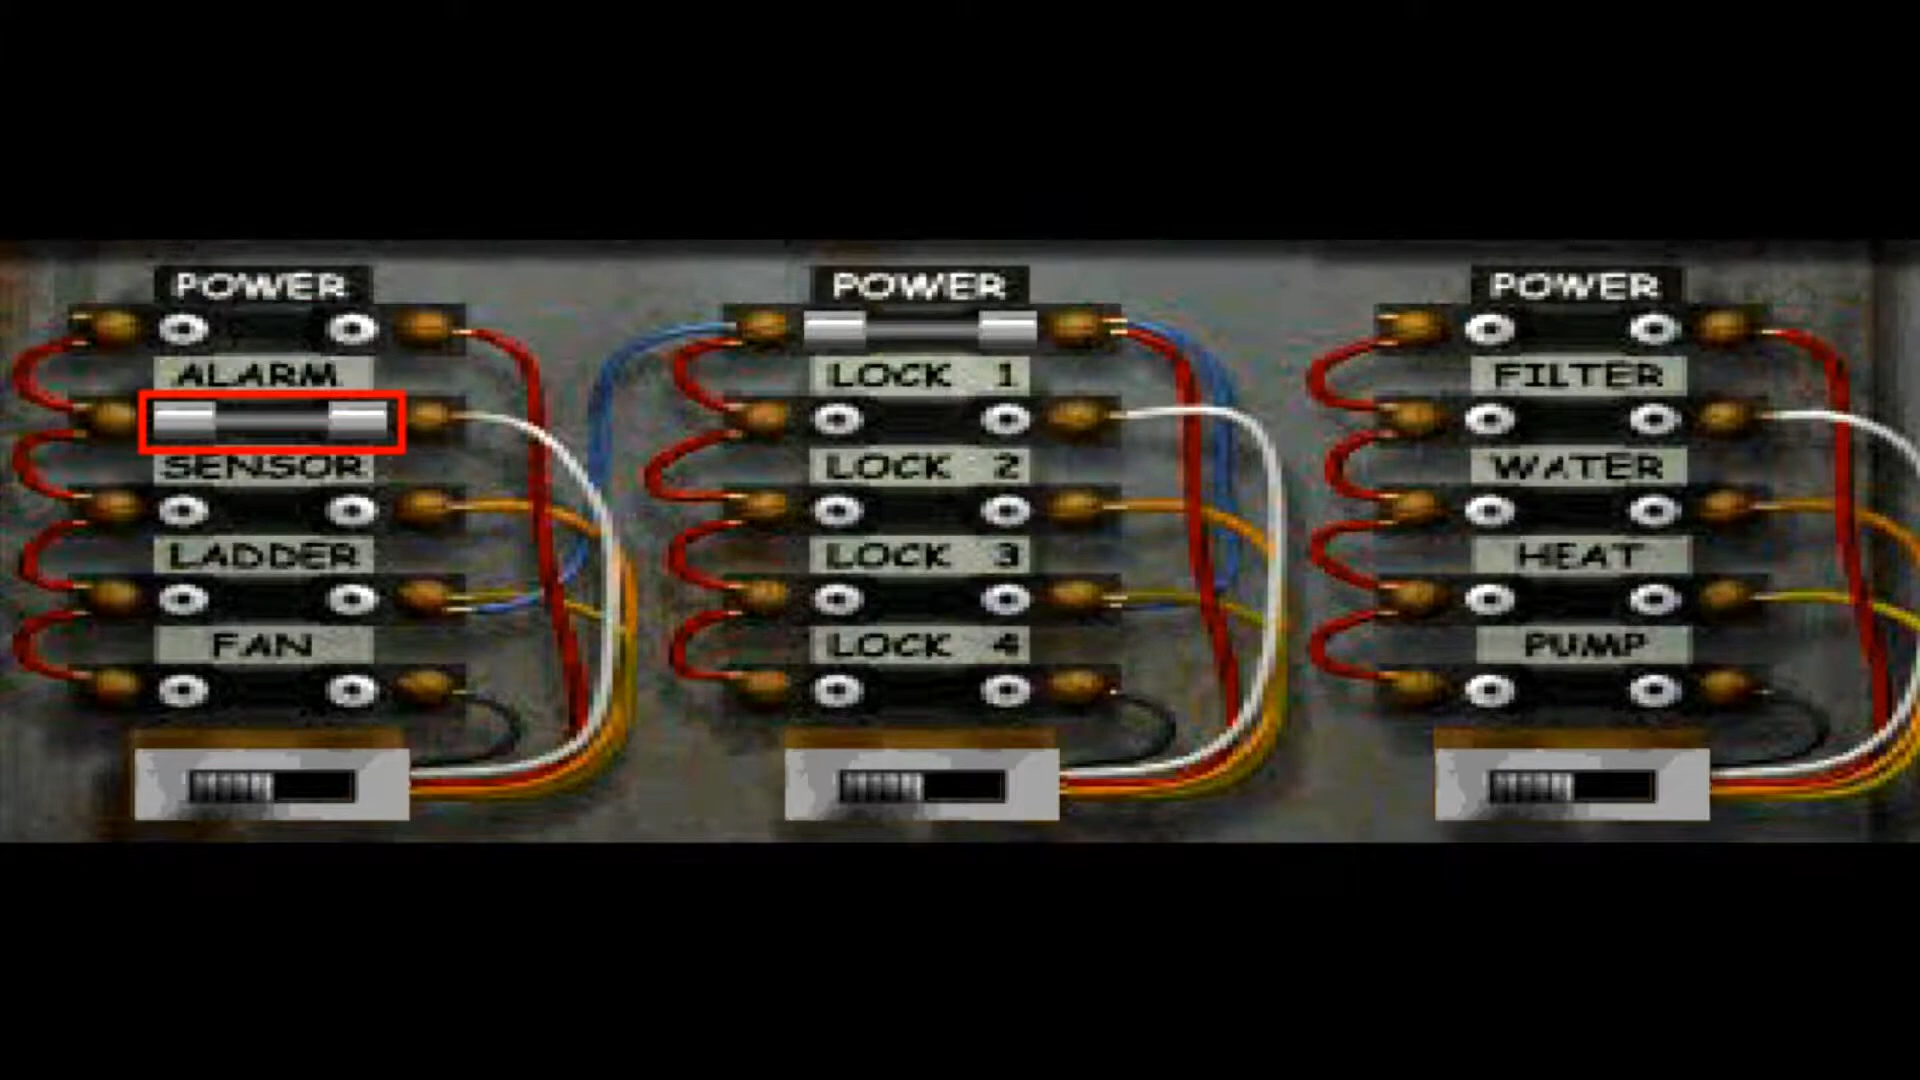 POWER
ALARM
SENSOR
LADDER
FAN
POWER
LOCK 1
LOCK 2
LOCK 3
LOCK 4
POWER
FILTER
WATER
HEAT
PUMP